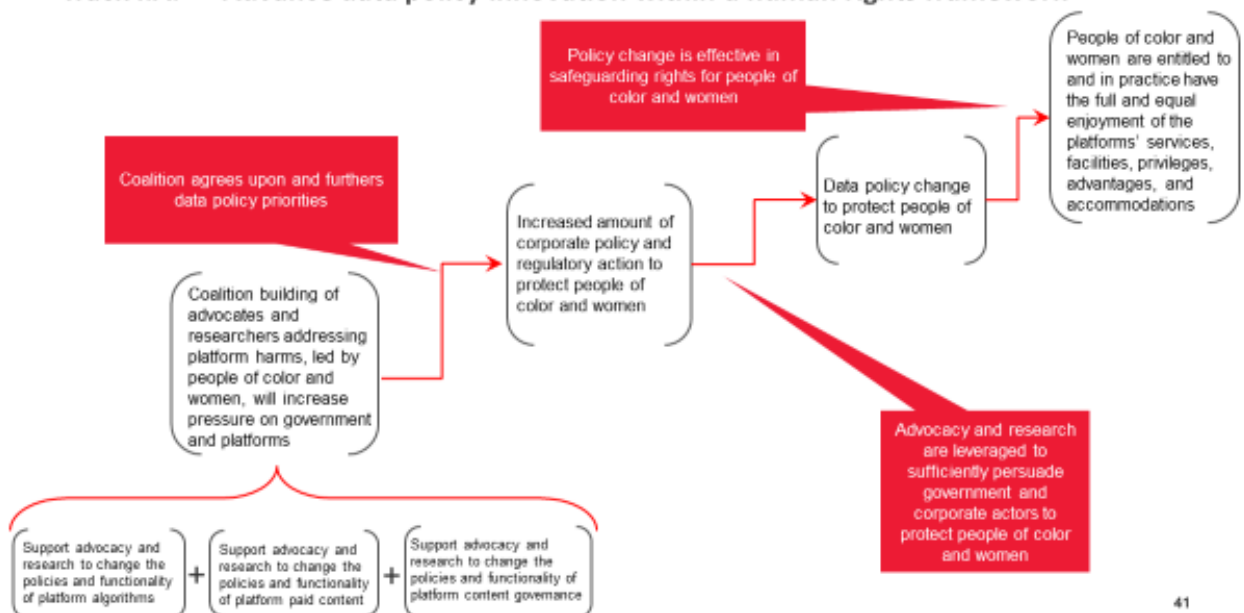 Advance data policy innovation within a human rights framework
People of color and
women are entitled to
and in practice have
the full and equal
enjoyment of the
platforms' services,
facilities, privileges,
advantages, and
accommodations
Policy change is effective in
safeguarding rights for people of
color and women
Coalition agrees upon and furthers
data policy priorities
Data policy change
to protect people of
color and women
Increased amount of
corporate policy and
regulatory action to
protect people of
color and women
Coalition building of
advocates and
researchers addressing
platform harms, led by
people of color and
women, will increase
pressure on government
and platforms
Advocacy and research
are leveraged to
sufficiently persuade
government and
corporate actors to
protect people of color
and women
Support advocacy and
research to change the
policies and functionality
of platform algorithms
+
Support advocacy and
research to change the
policies and functionality
of platform paid content
+
Support advocacy and
research to change the
policies and functionality of
platform content governance
41